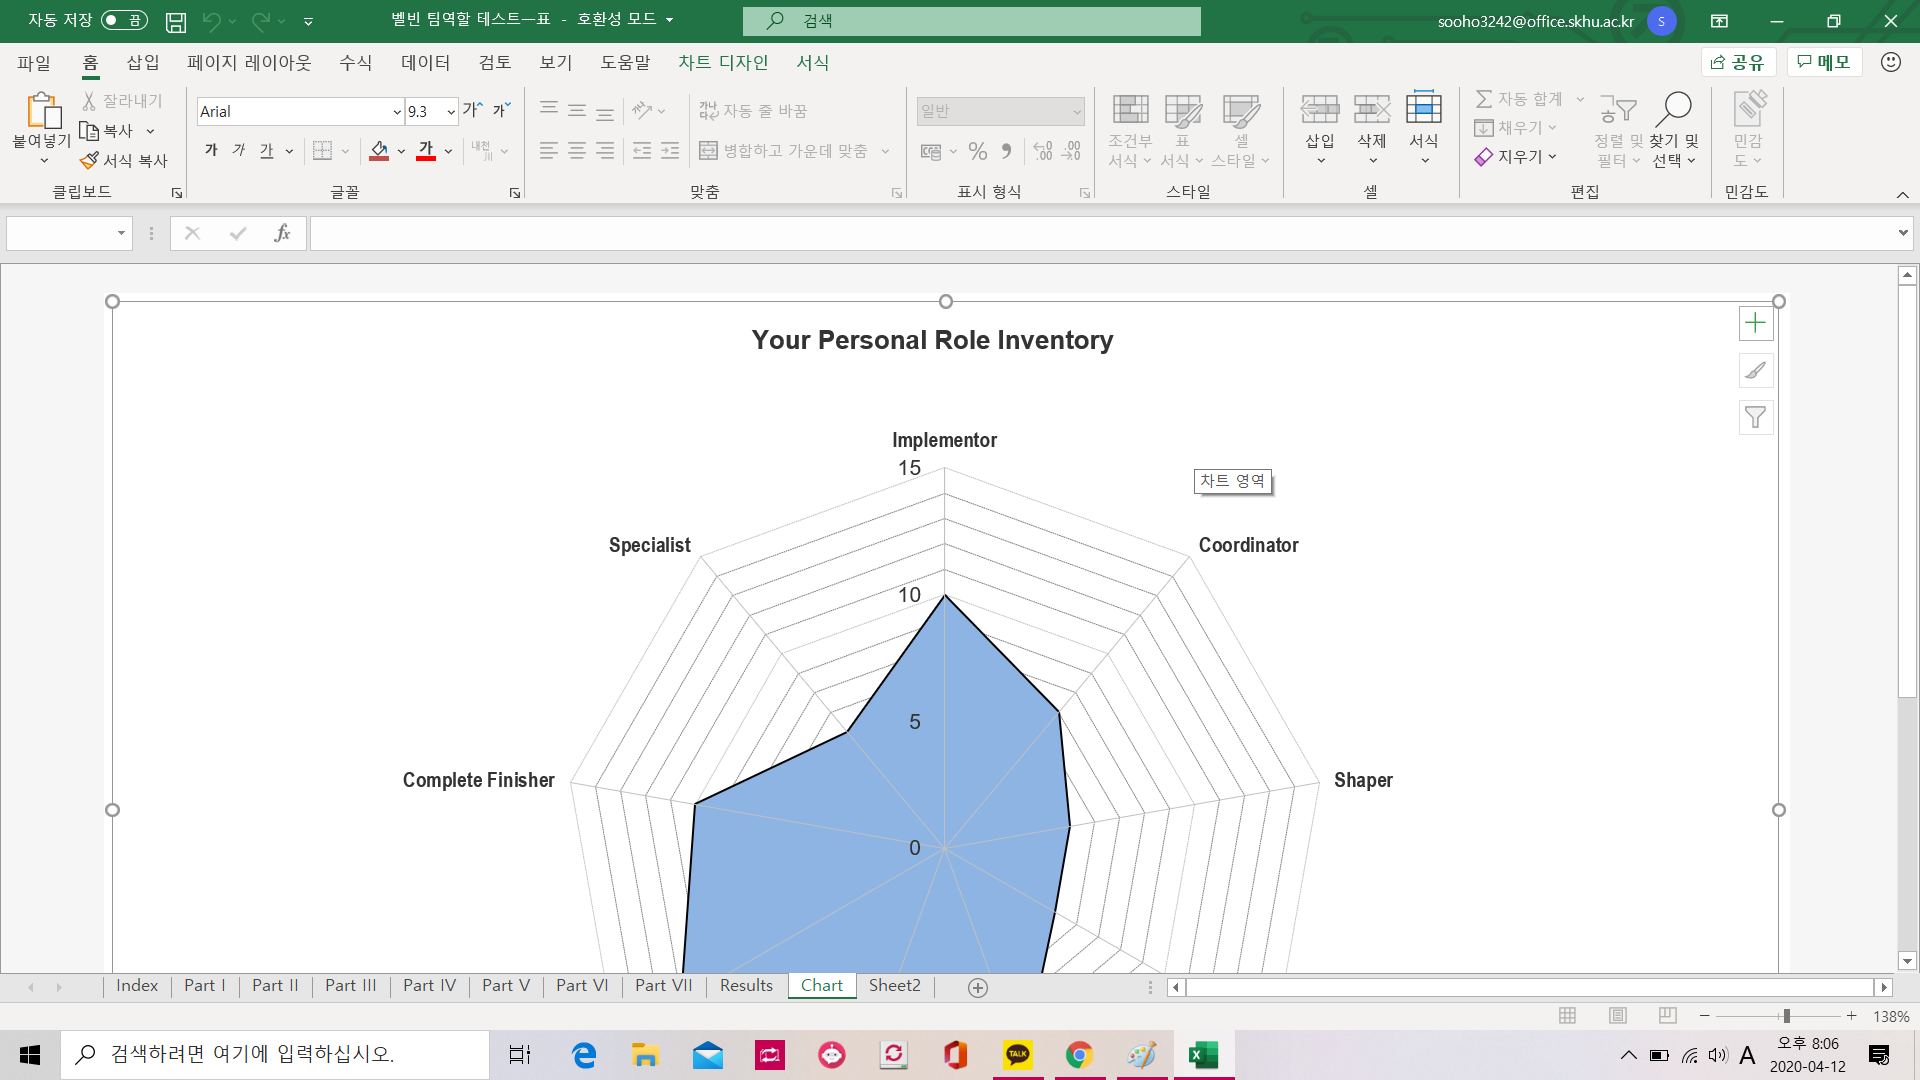 자동 저장 끔 벨빈 팀역할 테스트—표 - 호환성 모드 검색 sooho3242@office.skhu.ac.kr S
파일 홈 삽입 페이지 레이아웃 수식 데이터 검토 보기 도움말 차트 디자인 서식 공유 메모
붙여넣기 잘라내기 복사 서식 복사
Arial 9.3 가 가
가 가 가 가 내천 川
가나 자동 줄 바꿈
병합하고 가운데 맞춤
일반
% 9 .00 .00
조건부 서식 표 서식 셀 스타일
삽입 삭제 서식
자동 합계 채우기 지우기
정렬 및 필터 찾기 및 선택
민감도
클립보드 글꼴 맞춤 표시 형식 스타일 셀 편집 민감도
fx
Your Personal Role Inventory
Implementor
15
차트 영역
Specialist Coordinator
10
5
Complete Finisher Shaper
0
Index Part I Part II Part III Part IV Part V Part VI Part VII Results Chart Sheet2
138%
검색하려면 여기에 입력하십시오.
TALK
A 오후 8:06
2020-04-12